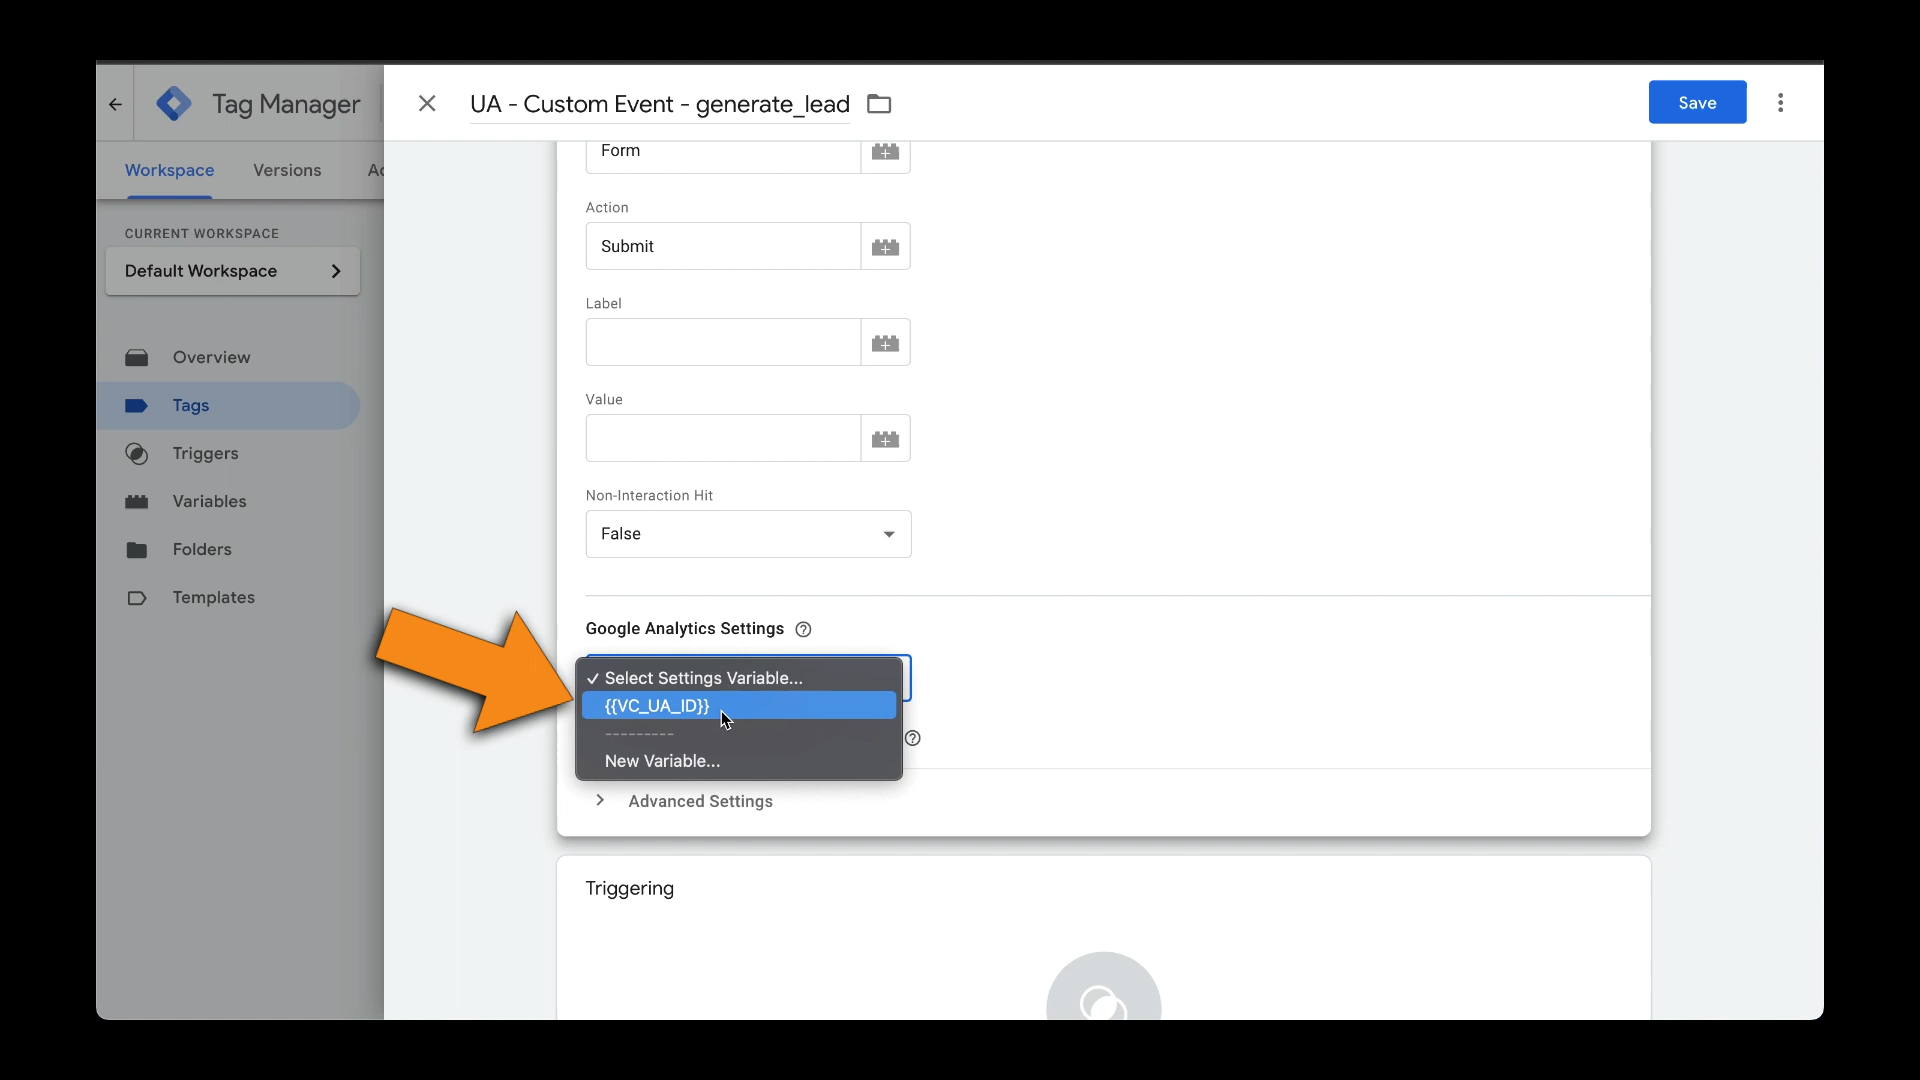 Tag Manager
UA - Custom Event - generate_lead
Save
Workspace
Versions
CURRENT WORKSPACE
Default Workspace
Overview
Tags
Triggers
Variables
Folders
Templates
Form
Action
Submit
Label
Value
Non-Interaction Hit
False
Google Analytics Settings
Select Settings Variable...
{{VC_UA_ID}}
---------
New Variable...
Advanced Settings
Triggering